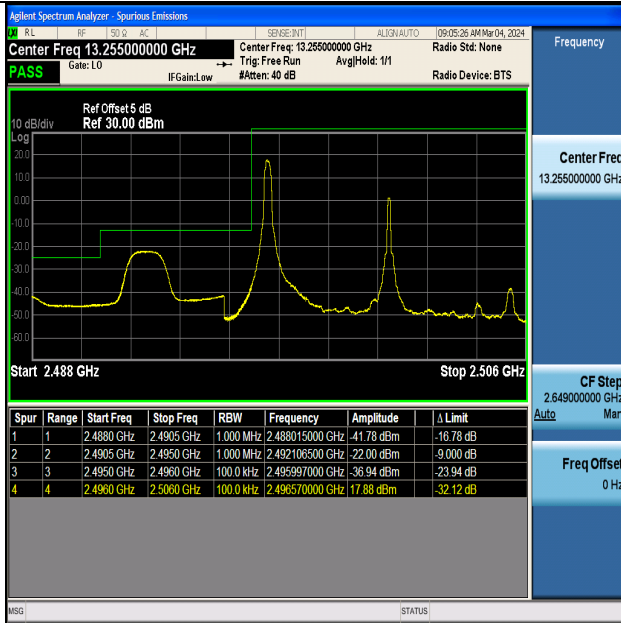 Agilent Spectrum Analyzer - Spurious Emissions
RL RF 50 Ω AC SENSE:INT ALIGN AUTO 09:05:26 AM Mar 04, 2024
Center Freq 13.255000000 GHz
Center Freq: 13.255000000 GHz
Radio Std: None
PASS
Gate: LO
Trig: Free Run Avg|Hold: 1/1
IFGain:Low
#Atten: 40 dB
Radio Device: BTS
Ref Offset 5 dB
10 dB/div Ref 30.00 dBm
Log
20.0
10.0
0.00
-10.0
-20.0
-30.0
-40.0
-50.0
-60.0
Start 2.488 GHz Stop 2.506 GHz
Spur Range Start Freq Stop Freq RBW Frequency Amplitude Δ Limit
1 1 2.4880 GHz 2.4905 GHz 1.000 MHz 2.488015000 GHz -41.78 dBm -16.78 dB
2 2 2.4905 GHz 2.4950 GHz 1.000 MHz 2.492106500 GHz -22.00 dBm -9.000 dB
3 3 2.4950 GHz 2.4960 GHz 100.0 kHz 2.495997000 GHz -36.94 dBm -23.94 dB
4 4 2.4960 GHz 2.5060 GHz 100.0 kHz 2.496570000 GHz 17.88 dBm -32.12 dB
MSG STATUS
Frequency
Center Freq
13.255000000 GHz
CF Step
2.649000000 GHz
Auto Man
Freq Offset
0 Hz